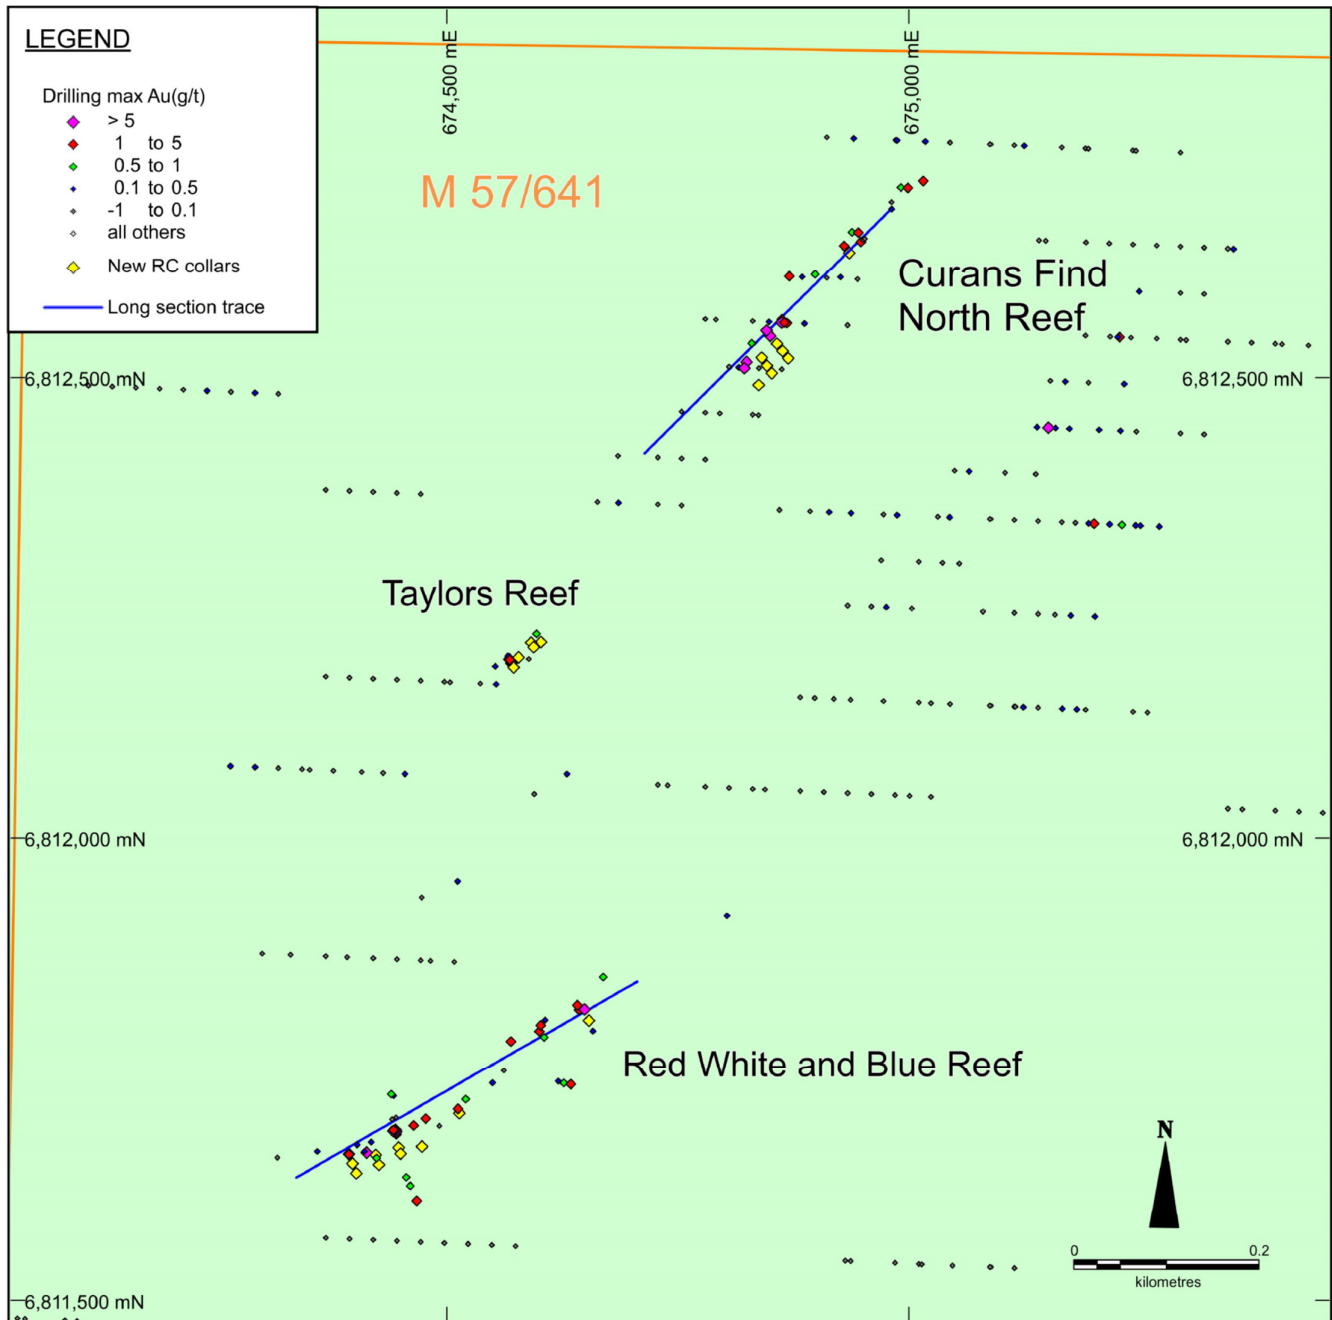 LEGEND
Drilling max Au(g/t)
> 5
1 to 5
0.5 to 1
0.1 to 0.5
-1 to 0.1
all others
New RC collars
Long section trace
674,500 mE
675,000 mE
M 57/641
Curans Find
North Reef
6,812,500 mN
6,812,500 mN
Taylors Reef
6,812,000 mN
6,812,000 mN
Red White and Blue Reef
N
0 0.2
kilometres
6,811,500 mN